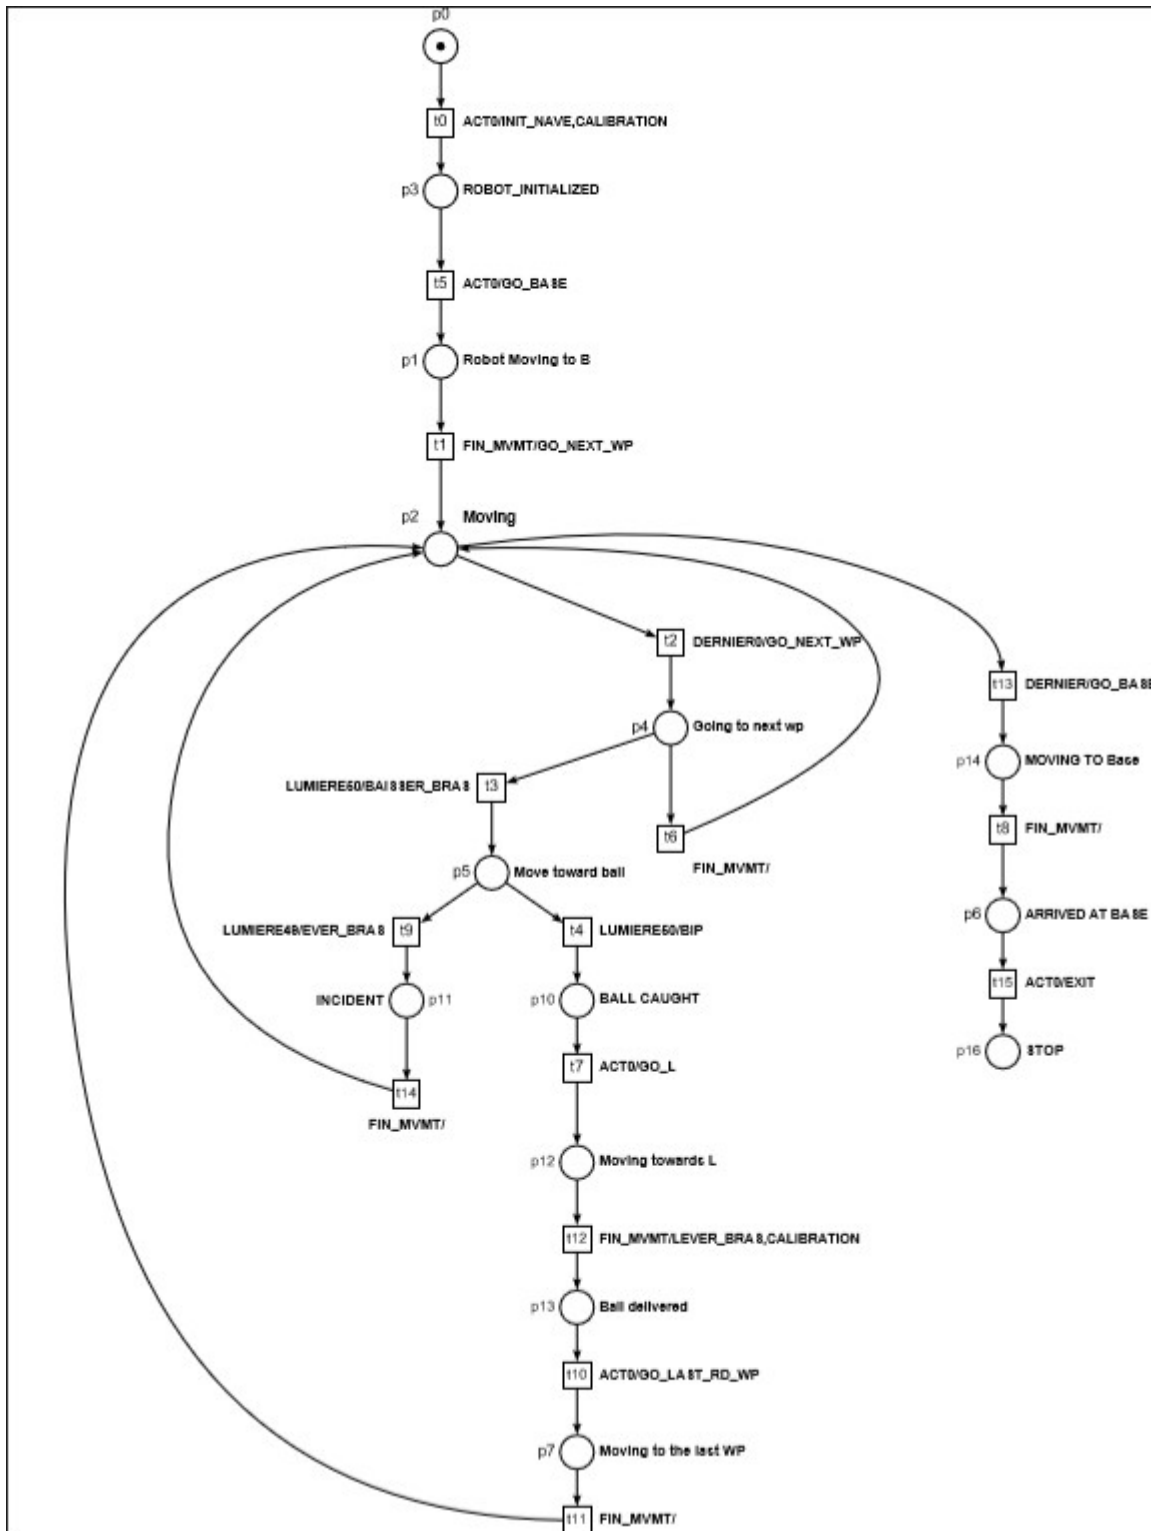 p0
t0 ACT0/INIT_NAVE,CALIBRATION
p3 ROBOT_INITIALIZED
t5 ACT0/GO_BASE
p1 Robot Moving to B
t1 FIN_MVMT/GO_NEXT_WP
p2 Moving
t2 DERNIER0/GO_NEXT_WP
t13 DERNIER/GO_BASE
p4 Going to next wp
p14 MOVING TO Base
LUMIERE50/BAISSER_BRAS t3
t6
FIN_MVMT/
t8 FIN_MVMT/
p5 Move toward ball
p6 ARRIVED AT BASE
LUMIERE49/EVER_BRAS t9
t4 LUMIERE50/BIP
t15 ACT0/EXIT
INCIDENT p11
p10 BALL CAUGHT
p16 STOP
t7 ACT0/GO_L
t14
FIN_MVMT/
p12 Moving towards L
t12 FIN_MVMT/LEVER_BRAS,CALIBRATION
p13 Ball delivered
t10 ACT0/GO_LAST_RD_WP
p7 Moving to the last WP
t11 FIN_MVMT/